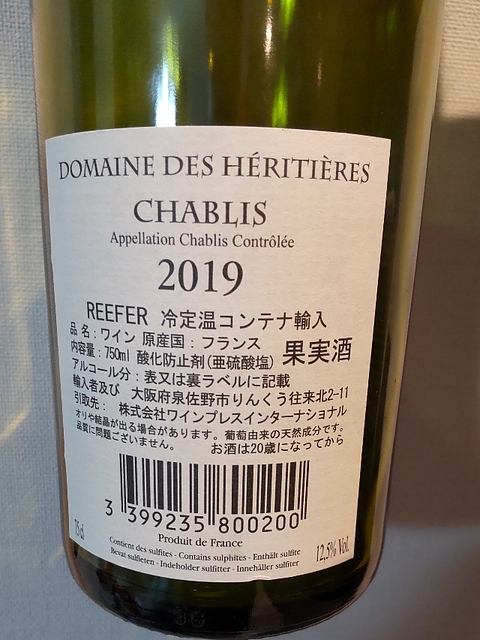 DOMAINE DES HÉRITIÈRES
CHABLIS
Appellation Chablis Contrôlée
2019
REEFER 冷定温コンテナ輸入
品 名 : ワイン 原産国 : フランス
内容量 : 750ml 酸化防止剤(亜硫酸塩) 果実酒
アルコール分 : 表又は裏ラベルに記載
輸入者及び 大阪府泉佐野市りんくう往来北2-11
引取先 : 株式会社ワインプレスインターナショナル
オリや結晶が出る場合があります。葡萄由来の天然成分です。
品質に問題ございません。 お酒は20歳になってから
3 399235 800200
Produit de France
75cl
Contient des sulfites - Contains sulphites - Enthält sulfite
Bevat sulfieten - Indeholder sulfitter - Innehåller sulfiter
12,5% Vol.